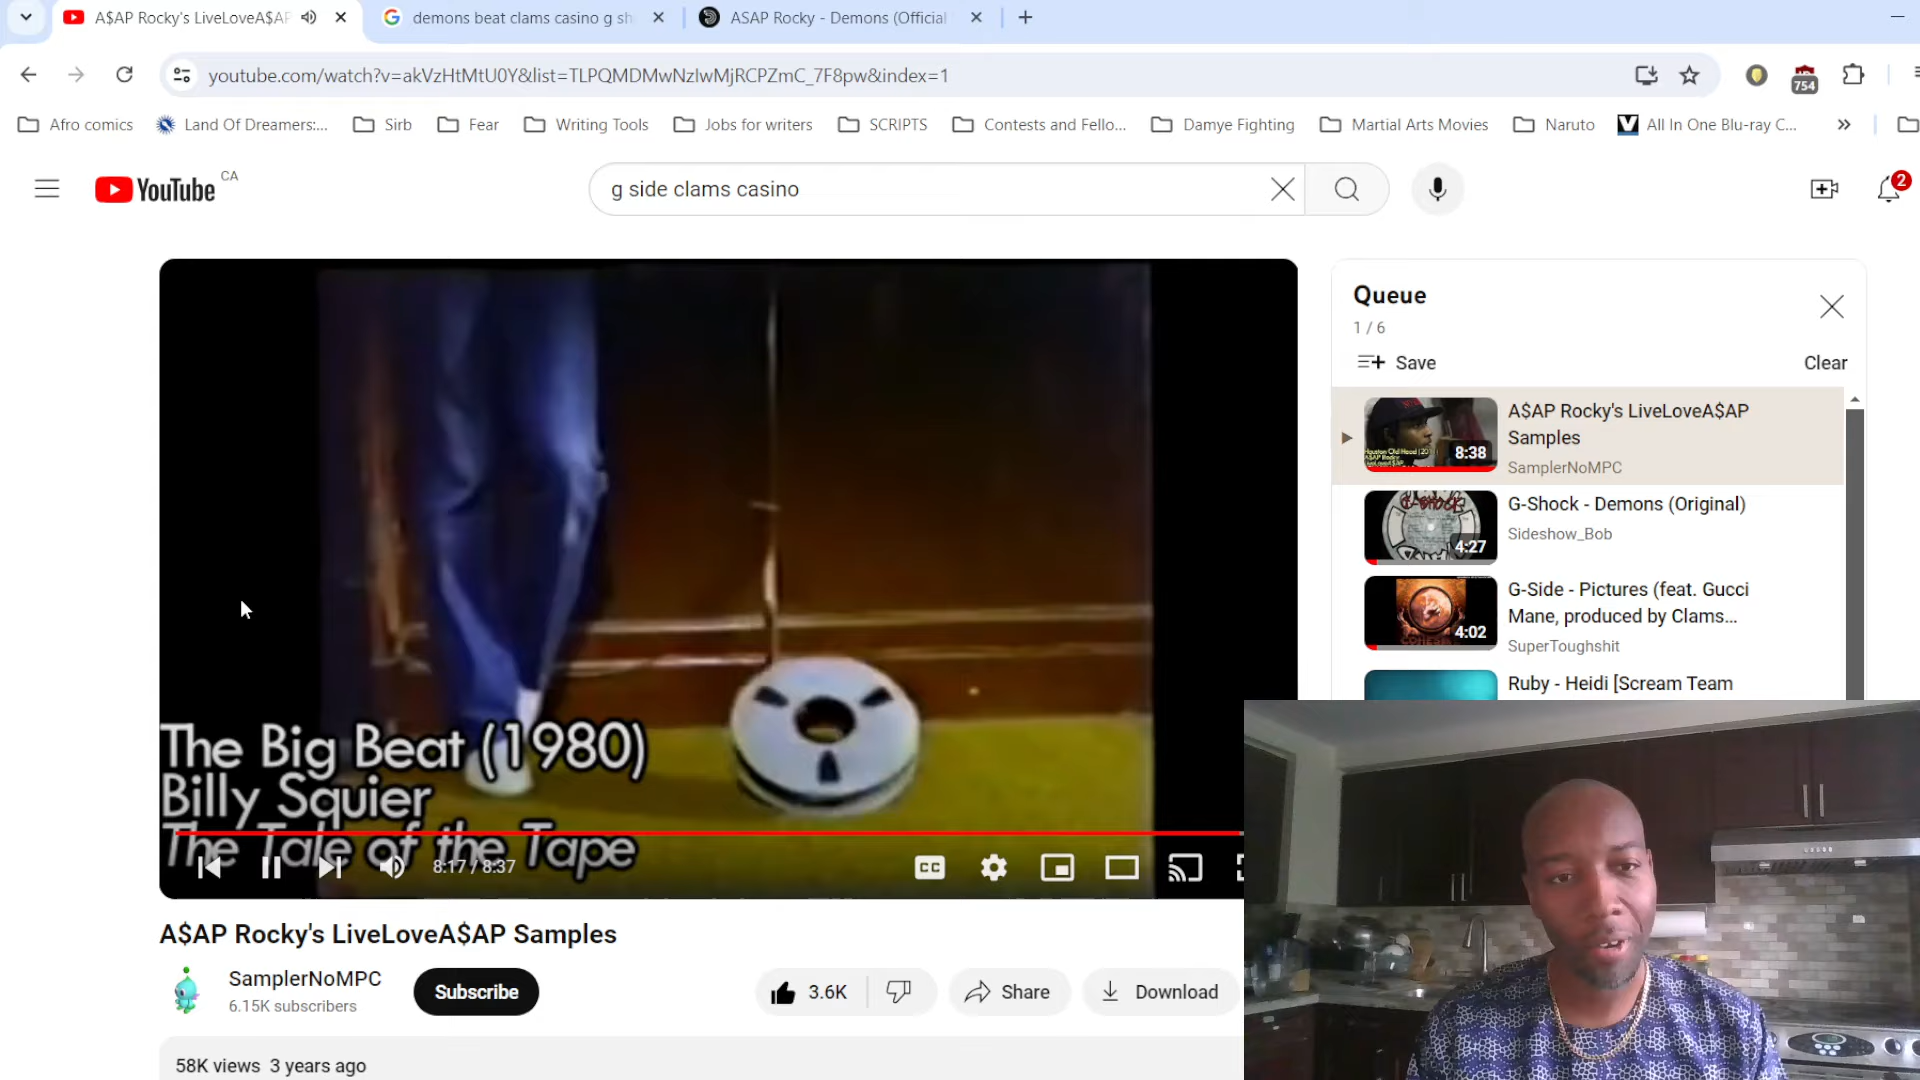 A$AP Rocky's LiveLoveA$AP
demons beat clams casino g sh
ASAP Rocky - Demons (Official
youtube.com/watch?v=akVzHtMtU0Y&list=TLPQMDMwNzIwMjRCPZmC_7F8pw&index=1
754
Afro comics
Land Of Dreamers:...
Sirb
Fear
Writing Tools
Jobs for writers
SCRIPTS
Contests and Fello...
Damye Fighting
Martial Arts Movies
Naruto
All In One Blu-ray C...
YouTube CA
g side clams casino
2
Queue
1 / 6
Save
Clear
A$AP Rocky's LiveLoveA$AP
Samples
SamplerNoMPC
8:38
G-Shock - Demons (Original)
Sideshow_Bob
G-SHOCK
4:27
G-Side - Pictures (feat. Gucci
Mane, produced by Clams...
SuperToughshit
4:02
Ruby - Heidi [Scream Team
The Big Beat (1980)
Billy Squier
The Tale of the Tape
8:17 / 8:37
CC
A$AP Rocky's LiveLoveA$AP Samples
SamplerNoMPC
6.15K subscribers
Subscribe
3.6K
Share
Download
58K views 3 years ago